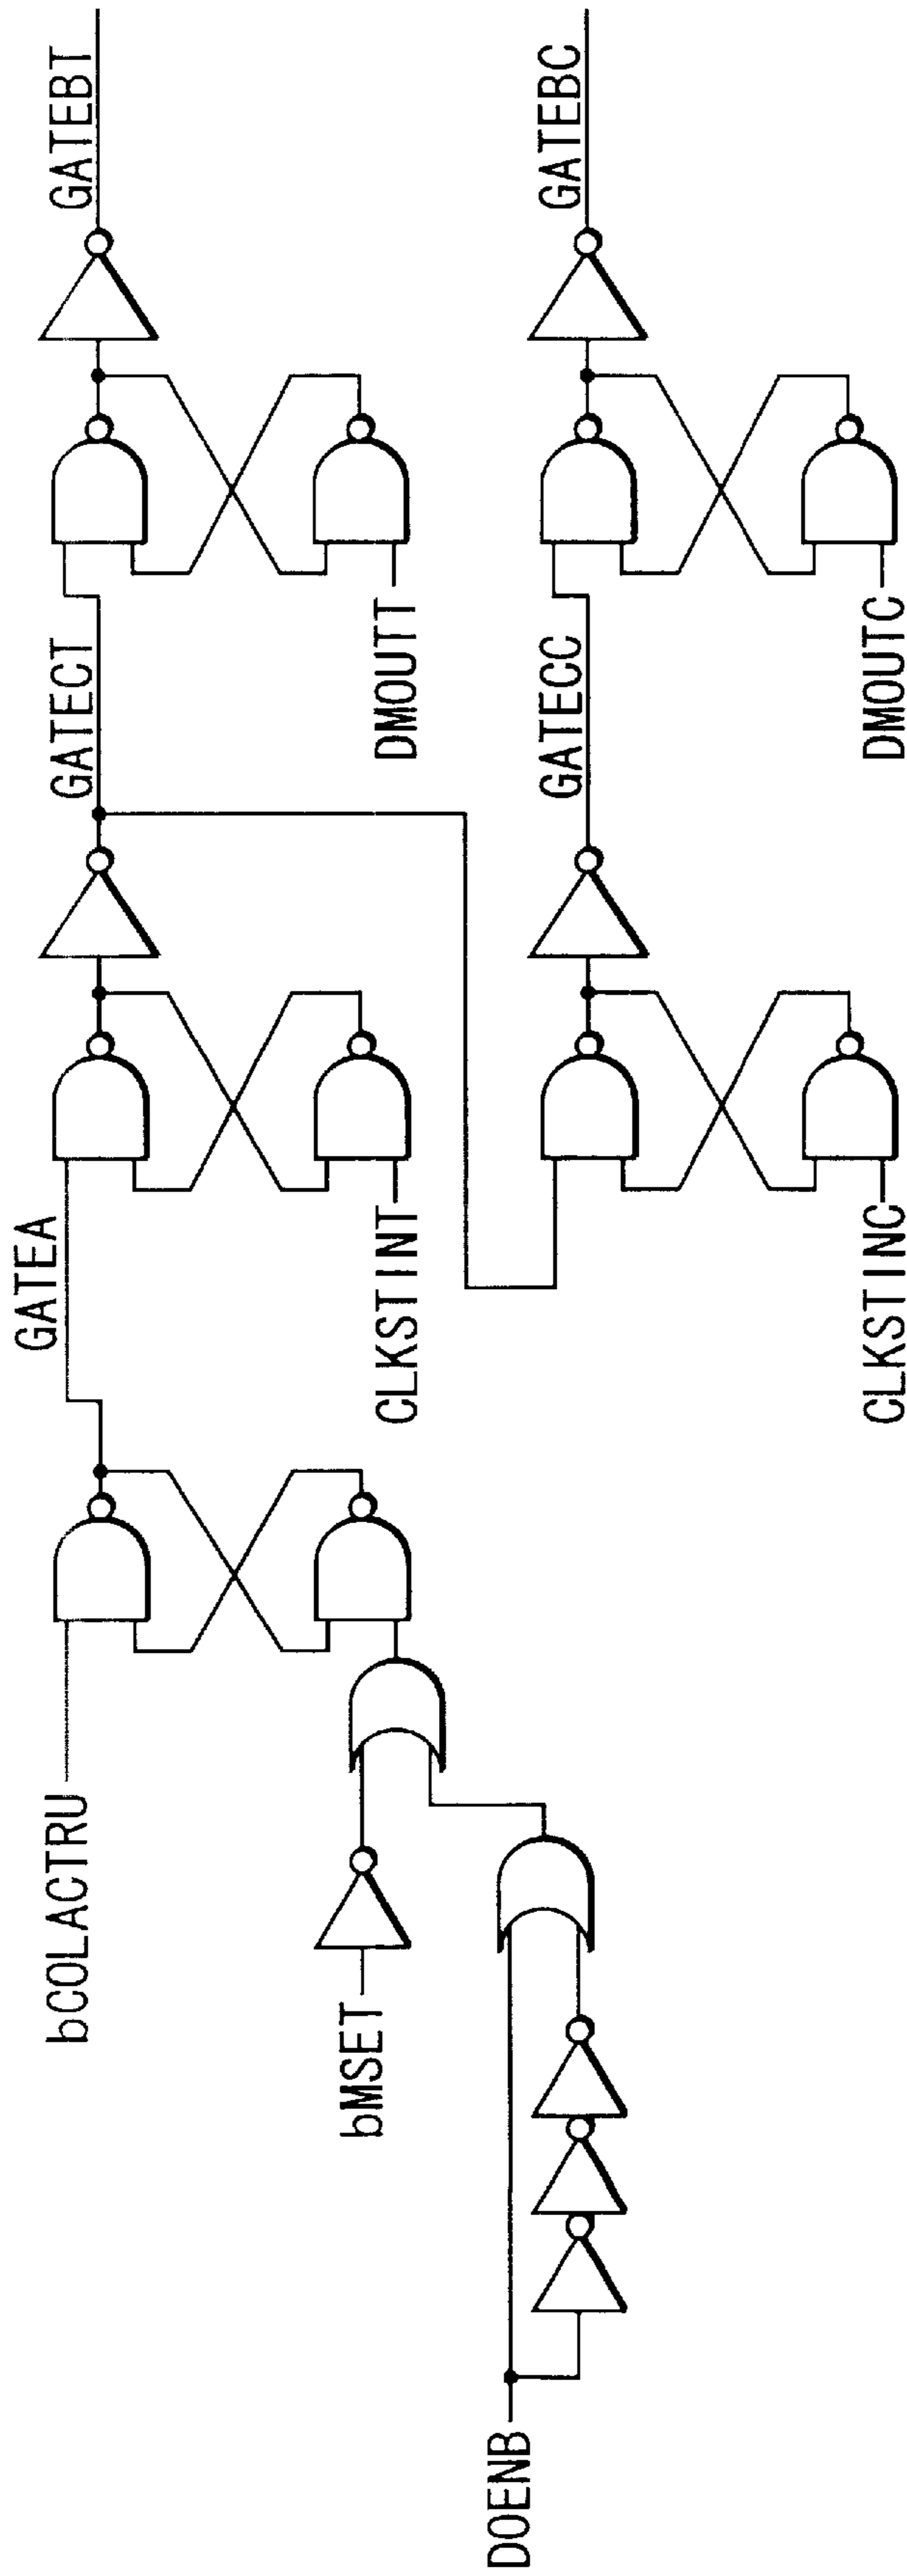 bCOLACTRU
GATEA
GATECT
GATEBT
bMSET
CLKSTINT
DMOUTT
DOENB
GATECC
GATEBC
CLKSTINC
DMOUTC